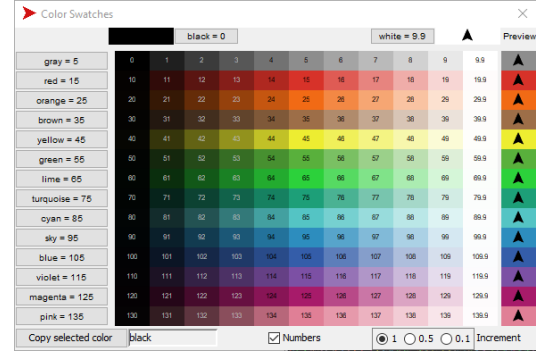 Color Swatches
black = 0 white = 9.9 Preview
gray = 5 0 1 2 3 4 5 6 7 8 9 9.9
red = 15 10 11 12 13 14 15 16 17 18 19 19.9
orange = 25 20 21 22 23 24 25 26 27 28 29 29.9
brown = 35 30 31 32 33 34 35 36 37 38 39 39.9
yellow = 45 40 41 42 43 44 45 46 47 48 49 49.9
green = 55 50 51 52 53 54 55 56 57 58 59 59.9
lime = 65 60 61 62 63 64 65 66 67 68 69 69.9
turquoise = 75 70 71 72 73 74 75 76 77 78 79 79.9
cyan = 85 80 81 82 83 84 85 86 87 88 89 89.9
sky = 95 90 91 92 93 94 95 96 97 98 99 99.9
blue = 105 100 101 102 103 104 105 106 107 108 109 109.9
violet = 115 110 111 112 113 114 115 116 117 118 119 119.9
magenta = 125 120 121 122 123 124 125 126 127 128 129 129.9
pink = 135 130 131 132 133 134 135 136 137 138 139 139.9
Copy selected color black Numbers 1 0.5 0.1 Increment